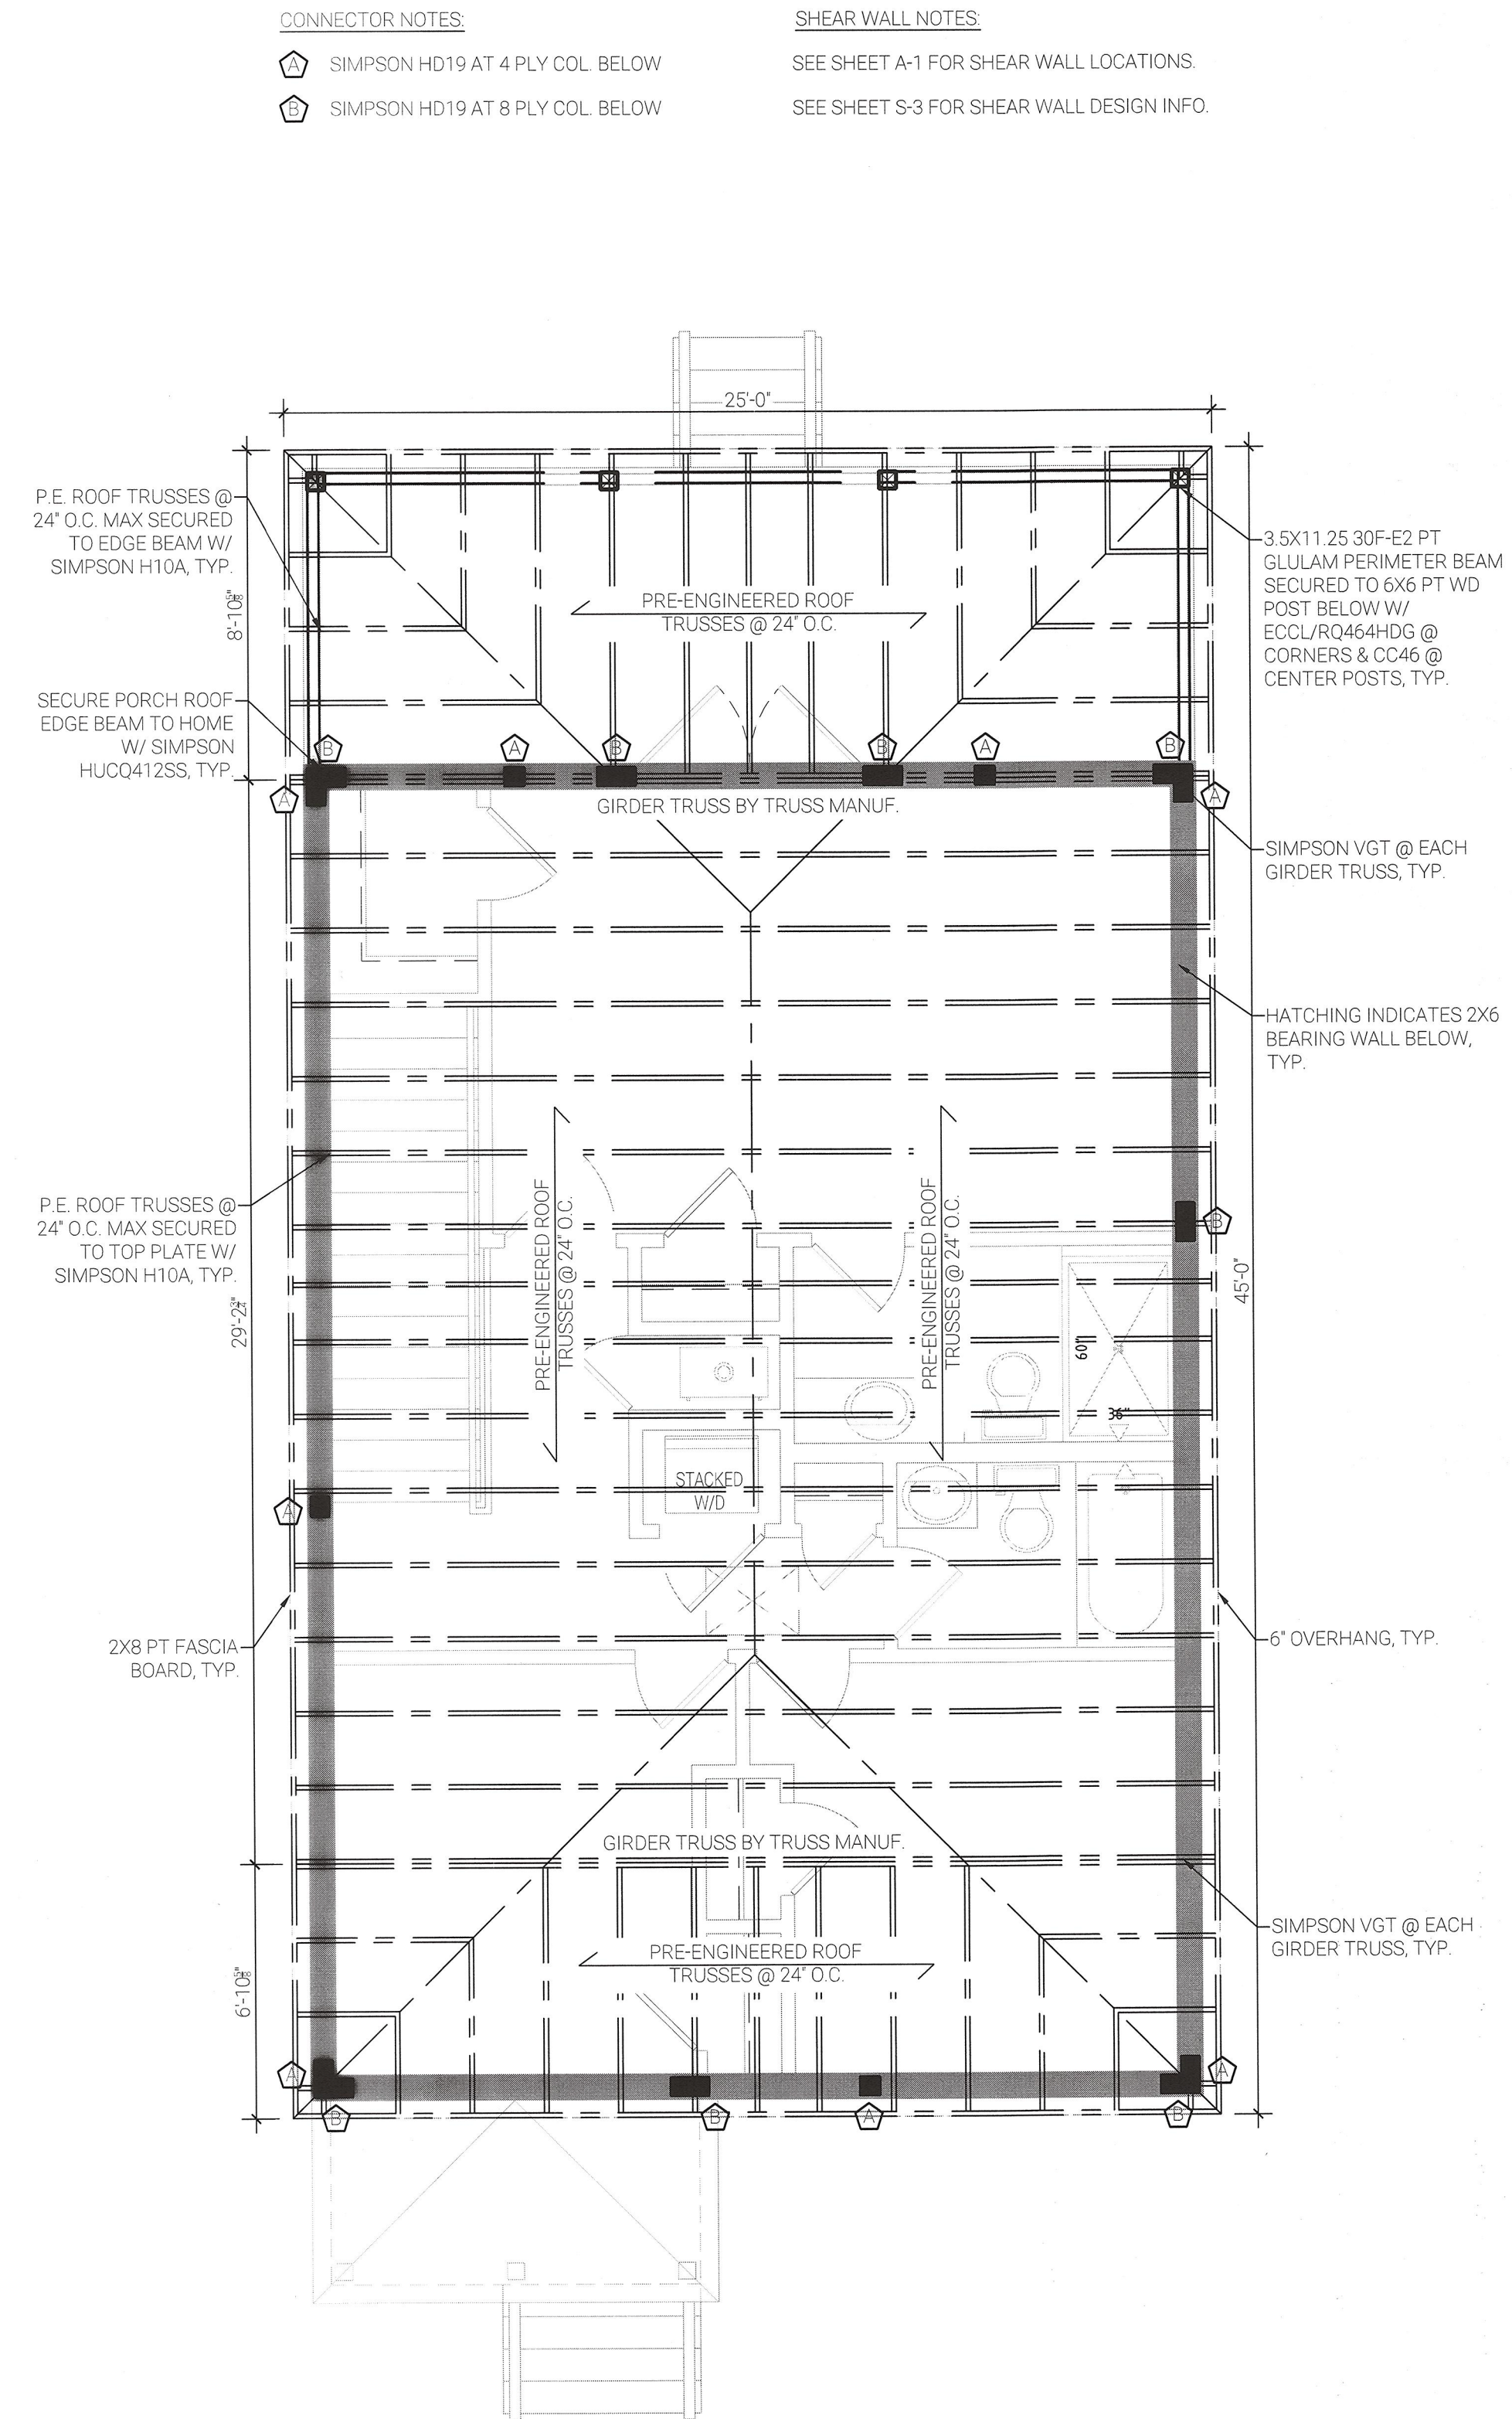 CONNECTOR NOTES:
A SIMPSON HD19 AT 4 PLY COL. BELOW
B SIMPSON HD19 AT 8 PLY COL. BELOW
SHEAR WALL NOTES:
SEE SHEET A-1 FOR SHEAR WALL LOCATIONS.
SEE SHEET S-3 FOR SHEAR WALL DESIGN INFO.
25'-0"
P.E. ROOF TRUSSES @
24" O.C. MAX SECURED
TO EDGE BEAM W/
SIMPSON H10A, TYP.
8'-10⅝"
3.5X11.25 30F-E2 PT
GLULAM PERIMETER BEAM
SECURED TO 6X6 PT WD
POST BELOW W/
ECCL/RQ464HDG @
CORNERS & CC46 @
CENTER POSTS, TYP.
PRE-ENGINEERED ROOF
TRUSSES @ 24" O.C.
SECURE PORCH ROOF
EDGE BEAM TO HOME
W/ SIMPSON
HUCQ412SS, TYP.
B
A
B
B
A
B
A
A
GIRDER TRUSS BY TRUSS MANUF.
SIMPSON VGT @ EACH
GIRDER TRUSS, TYP.
HATCHING INDICATES 2X6
BEARING WALL BELOW,
TYP.
P.E. ROOF TRUSSES @
24" O.C. MAX SECURED
TO TOP PLATE W/
SIMPSON H10A, TYP.
PRE-ENGINEERED ROOF
TRUSSES @ 24" O.C.
PRE-ENGINEERED ROOF
TRUSSES @ 24" O.C.
B
45'-0"
29'-2¾"
60"
36"
STACKED
W/D
A
2X8 PT FASCIA
BOARD, TYP.
6" OVERHANG, TYP.
GIRDER TRUSS BY TRUSS MANUF.
SIMPSON VGT @ EACH
GIRDER TRUSS, TYP.
PRE-ENGINEERED ROOF
TRUSSES @ 24" O.C.
6'-10⅝"
A
A
B
B
A
B